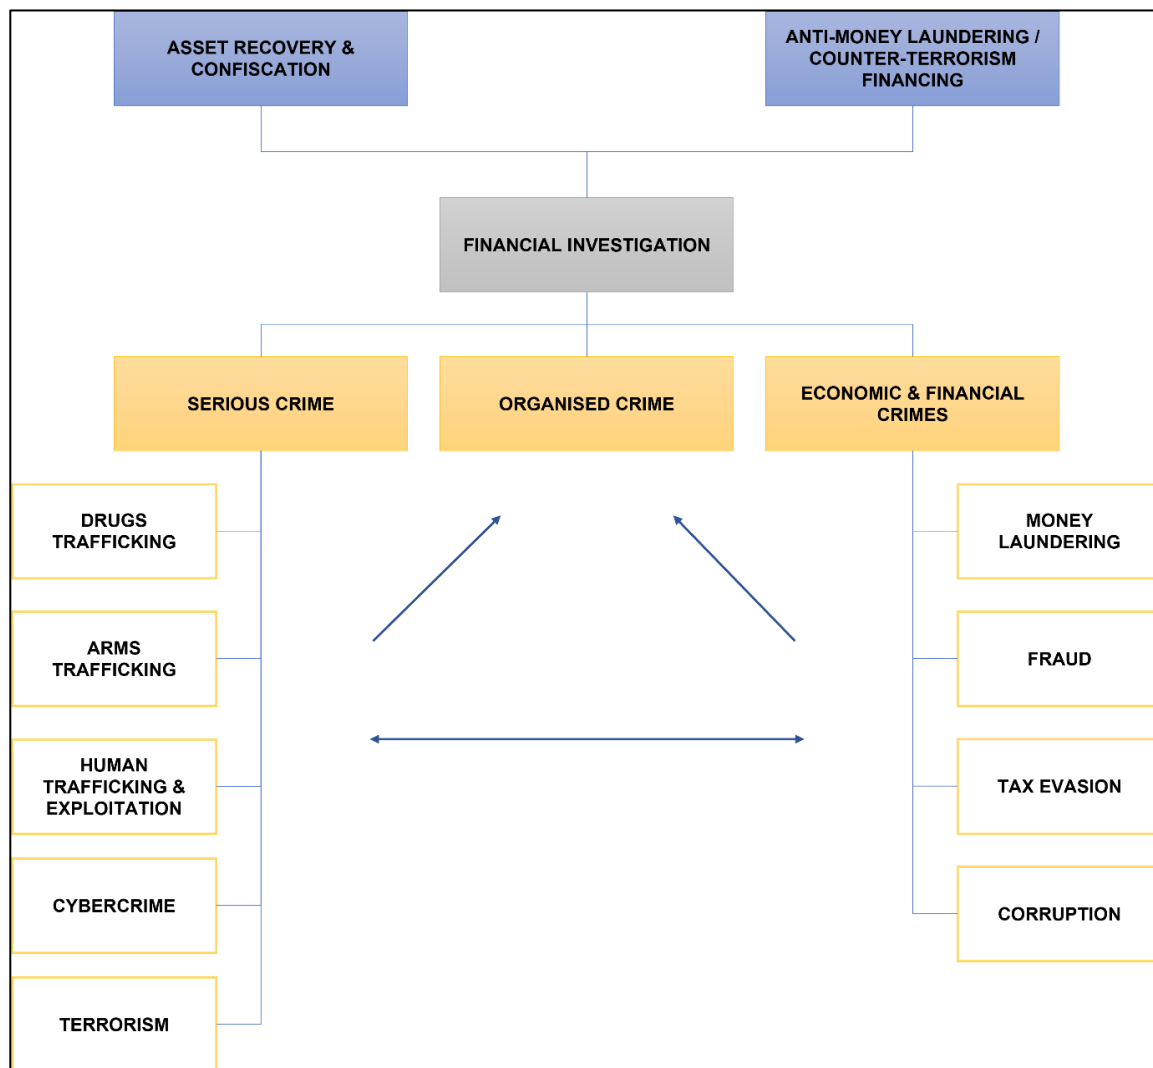 ASSET RECOVERY &
CONFISCATION
ANTI-MONEY LAUNDERING /
COUNTER-TERRORISM
FINANCING
FINANCIAL INVESTIGATION
SERIOUS CRIME
ORGANISED CRIME
ECONOMIC & FINANCIAL
CRIMES
DRUGS
TRAFFICKING
MONEY
LAUNDERING
ARMS
TRAFFICKING
FRAUD
HUMAN
TRAFFICKING &
EXPLOITATION
TAX EVASION
CYBERCRIME
CORRUPTION
TERRORISM